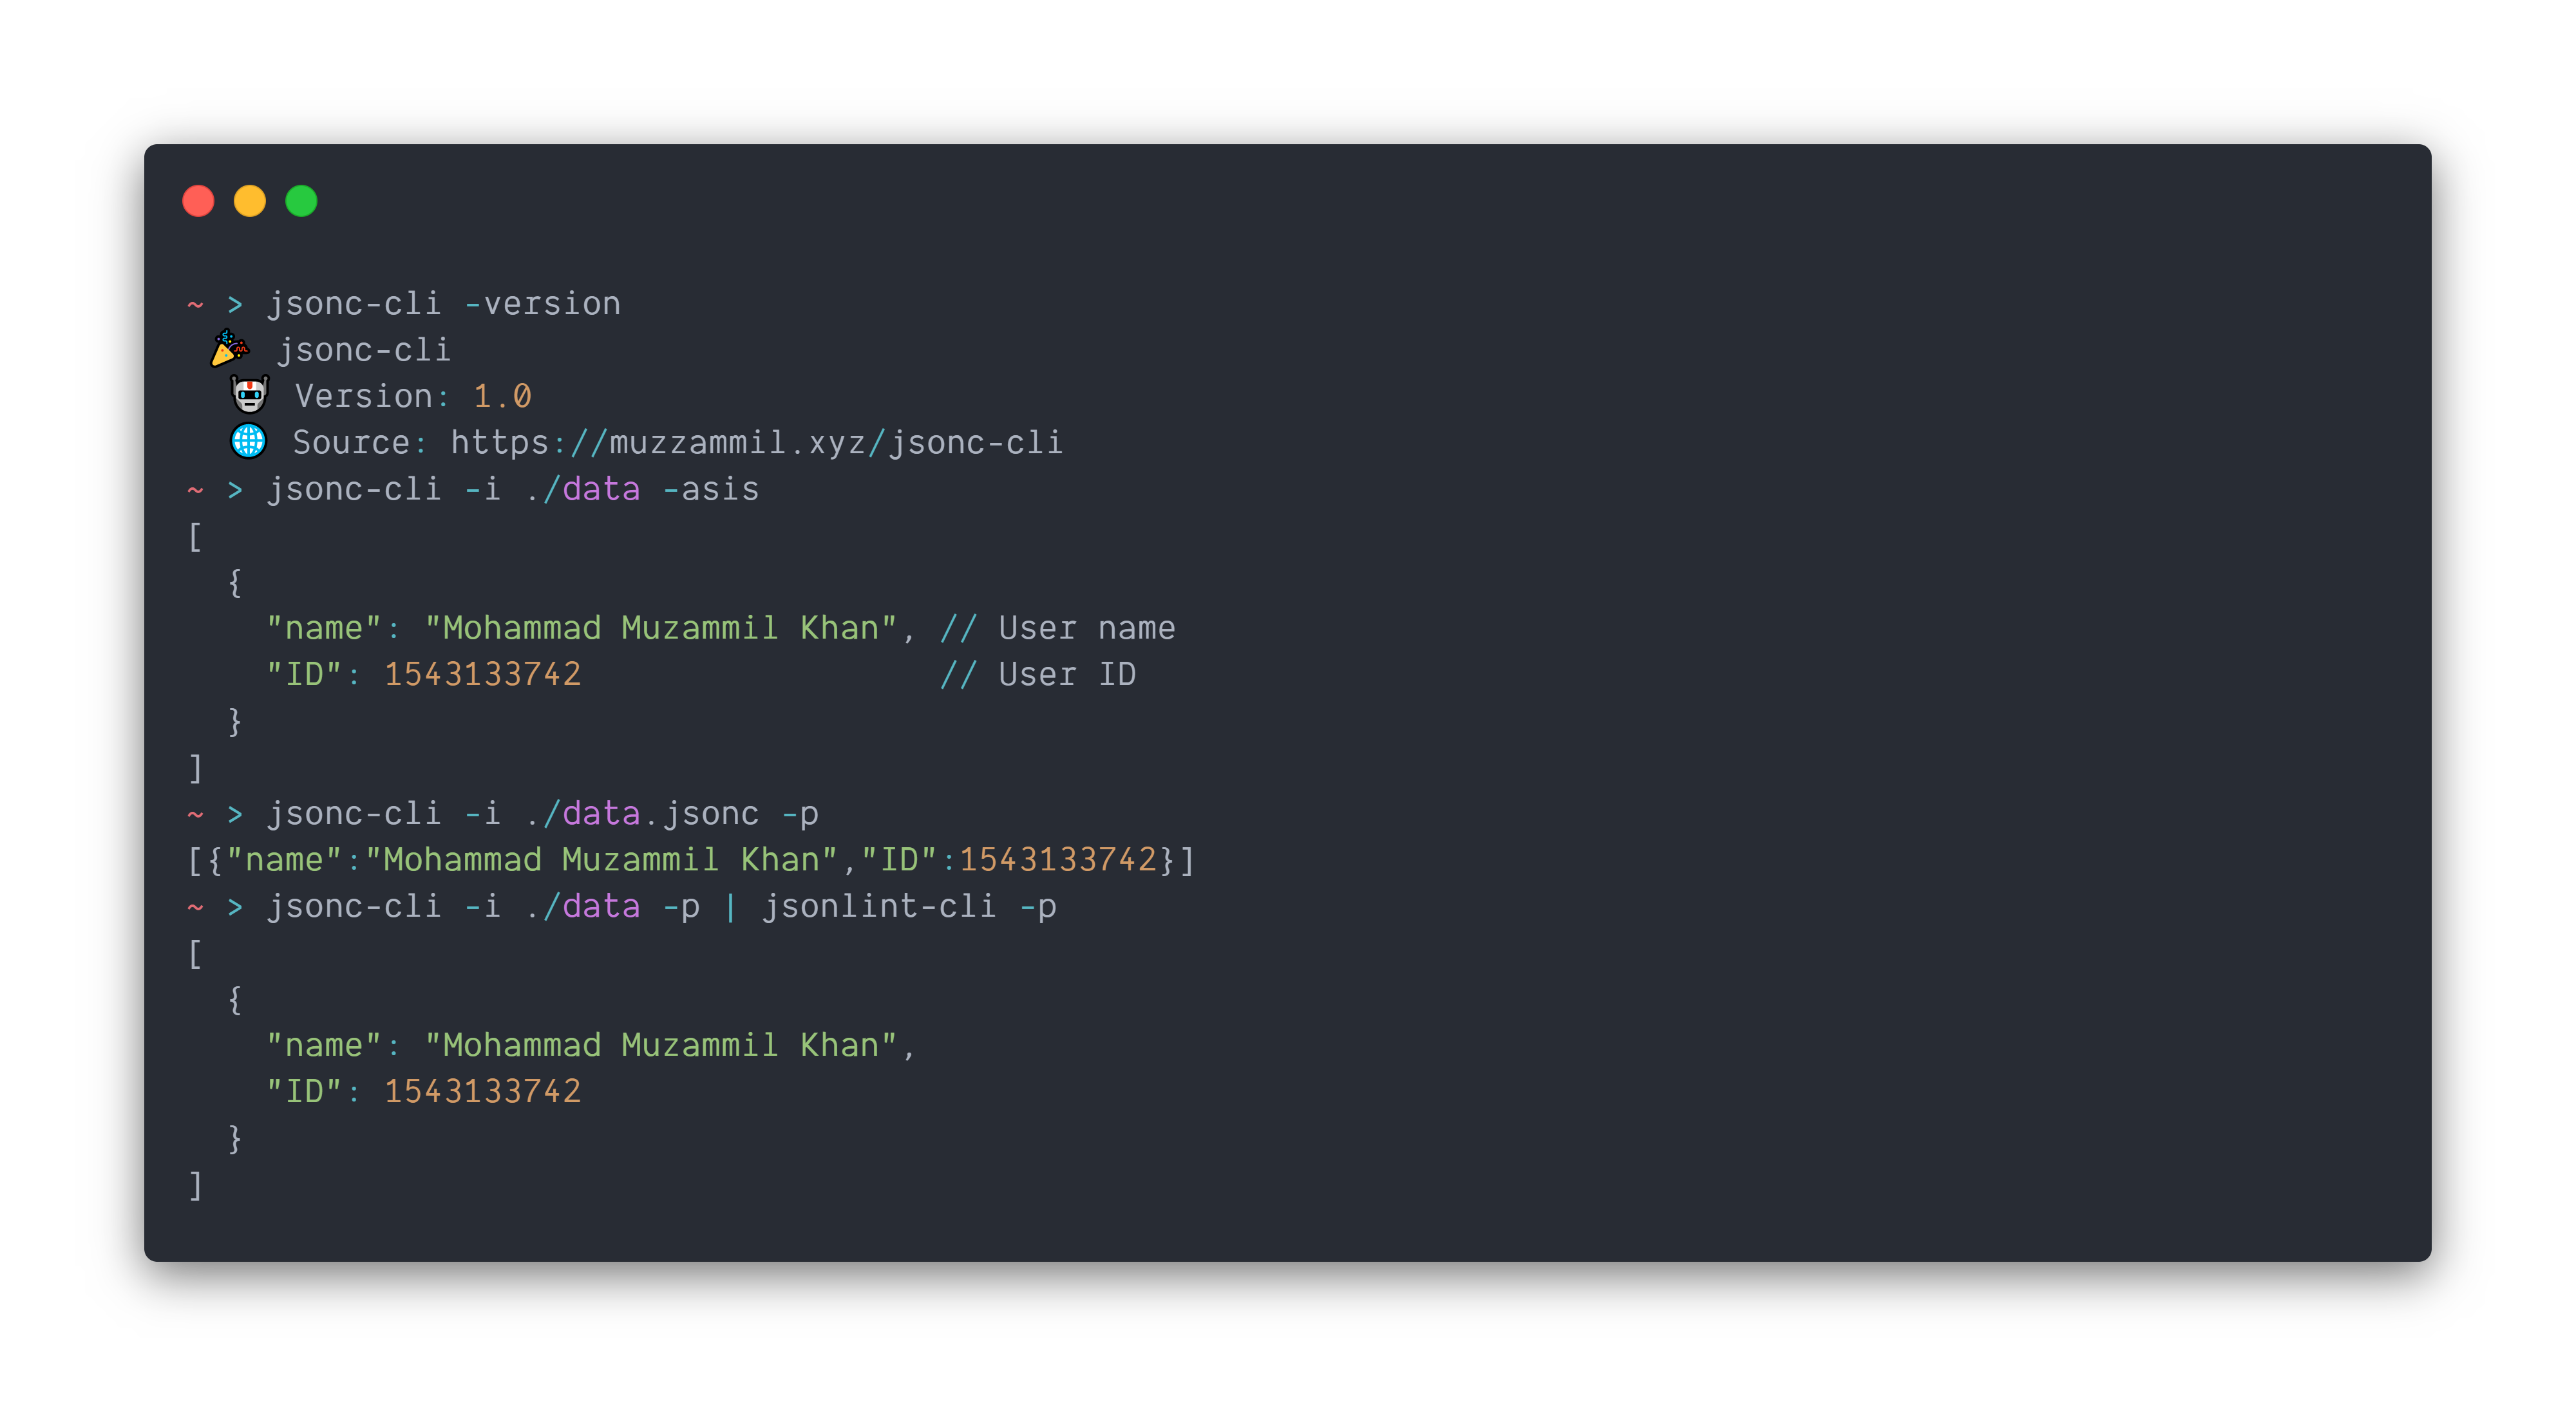 ~ > jsonc-cli -version
 🎉 jsonc-cli
  🤖 Version: 1.0
  🌐 Source: https://muzzammil.xyz/jsonc-cli
~ > jsonc-cli -i ./data -asis
[
  {
    "name": "Mohammad Muzammil Khan", // User name
    "ID": 1543133742                  // User ID
  }
]
~ > jsonc-cli -i ./data.jsonc -p
[{"name":"Mohammad Muzammil Khan","ID":1543133742}]
~ > jsonc-cli -i ./data -p | jsonlint-cli -p
[
  {
    "name": "Mohammad Muzammil Khan",
    "ID": 1543133742
  }
]